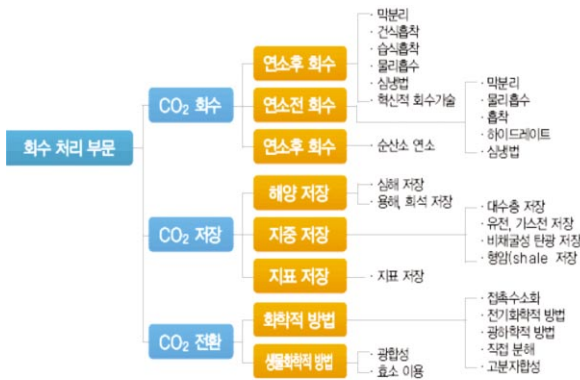 회수 처리 부문
CO₂ 회수
연소후 회수
· 막분리
· 건식흡착
· 습식흡착
· 물리흡수
· 심냉법
· 혁신적 회수기술
연소전 회수
· 막분리
· 물리흡수
· 흡착
· 하이드레이트
· 심냉법
연소후 회수
· 순산소 연소
CO₂ 저장
해양 저장
· 심해 저장
· 용해, 희석 저장
지중 저장
· 대수층 저장
· 유전, 가스전 저장
· 비채굴성 탄광 저장
· 혈암(shale 저장
지표 저장
· 지표 저장
CO₂ 전환
화학적 방법
· 접촉수소화
· 전기화학적 방법
· 광하학적 방법
· 직접 분해
· 고분자합성
생물화학적 방법
· 광합성
· 효소 이용